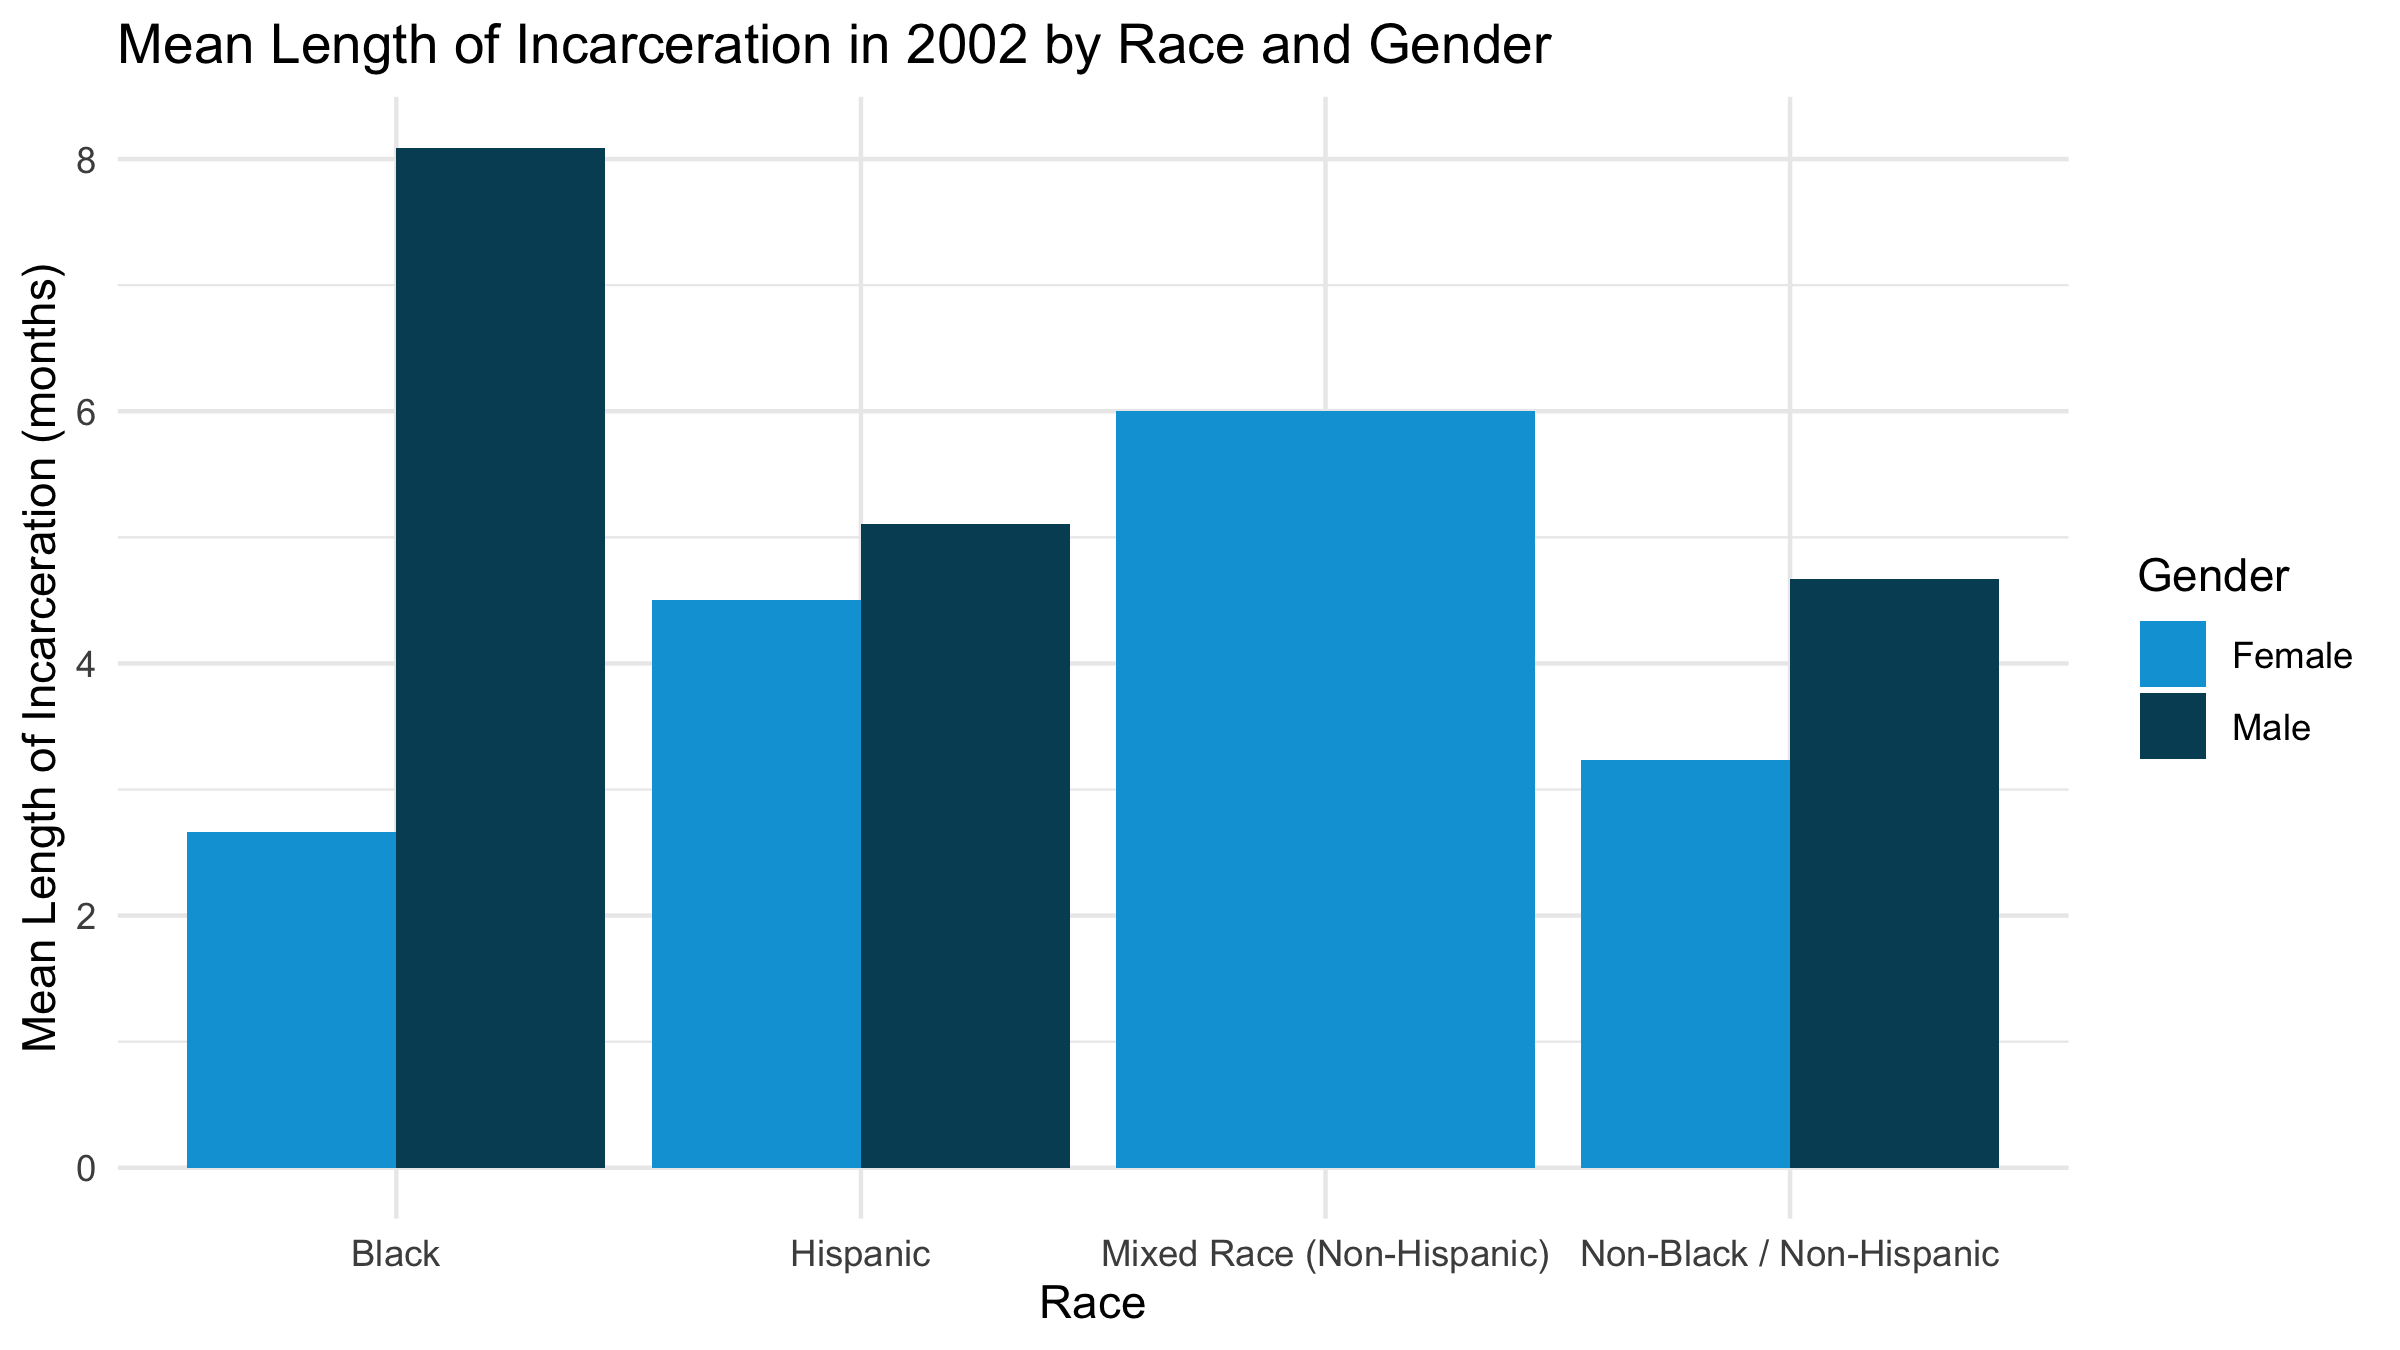 Mean Length of Incarceration in 2002 by Race and Gender
Mean Length of Incarceration (months)
8
6
4
2
0
Black
Hispanic
Mixed Race (Non-Hispanic)
Non-Black / Non-Hispanic
Race
Gender
Female
Male